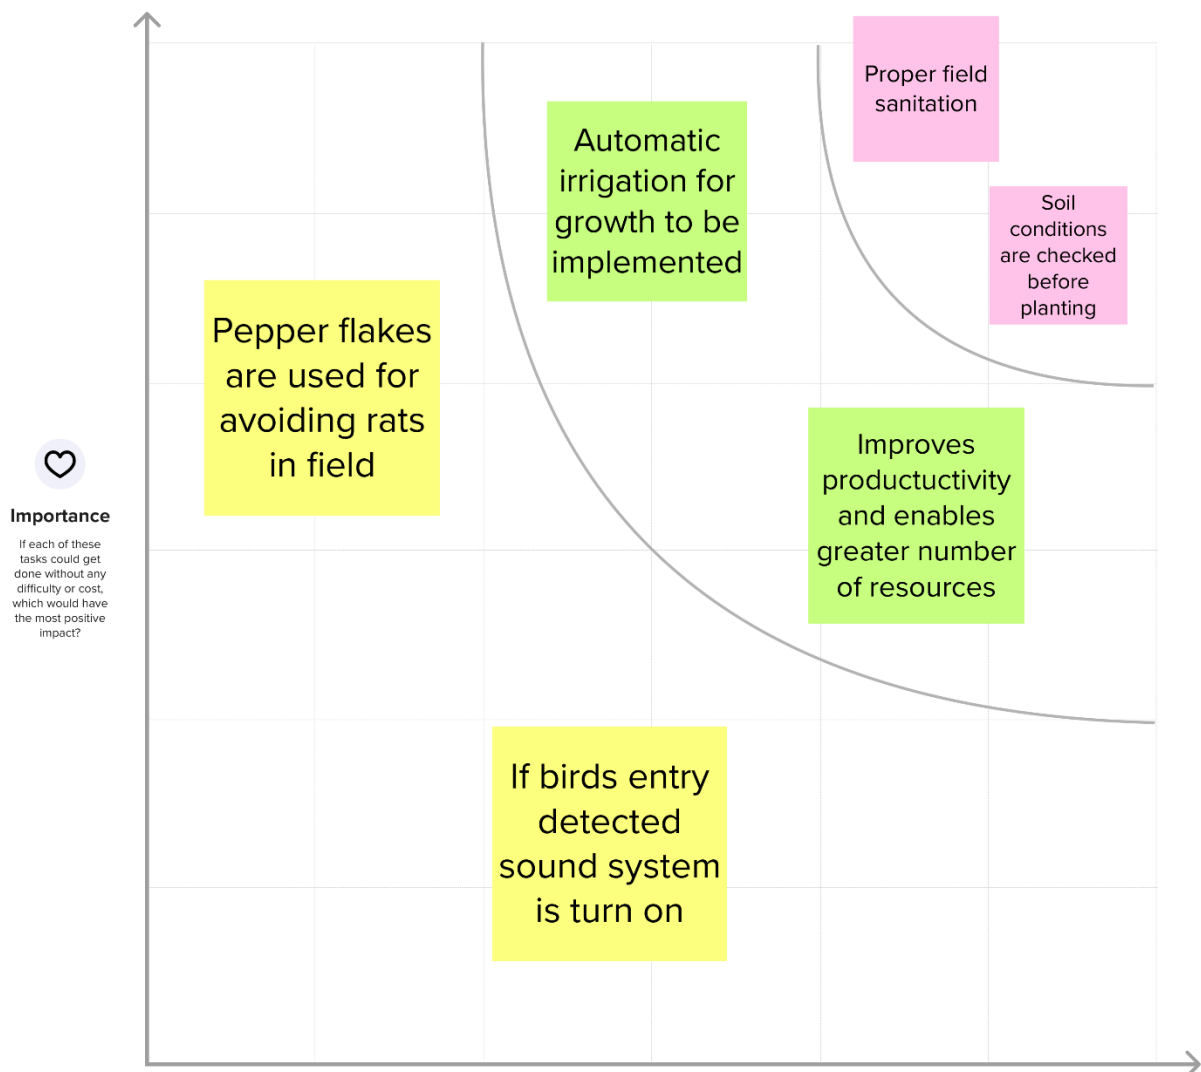 Proper field
sanitation
Automatic
irrigation for
growth to be
implemented
Soil
conditions
are checked
before
planting
Pepper flakes
are used for
avoiding rats
in field
Improves
productuctivity
and enables
greater number
of resources
Importance
If each of these
tasks could get
done without any
difficulty or cost,
which would have
the most positive
impact?
If birds entry
detected
sound system
is turn on